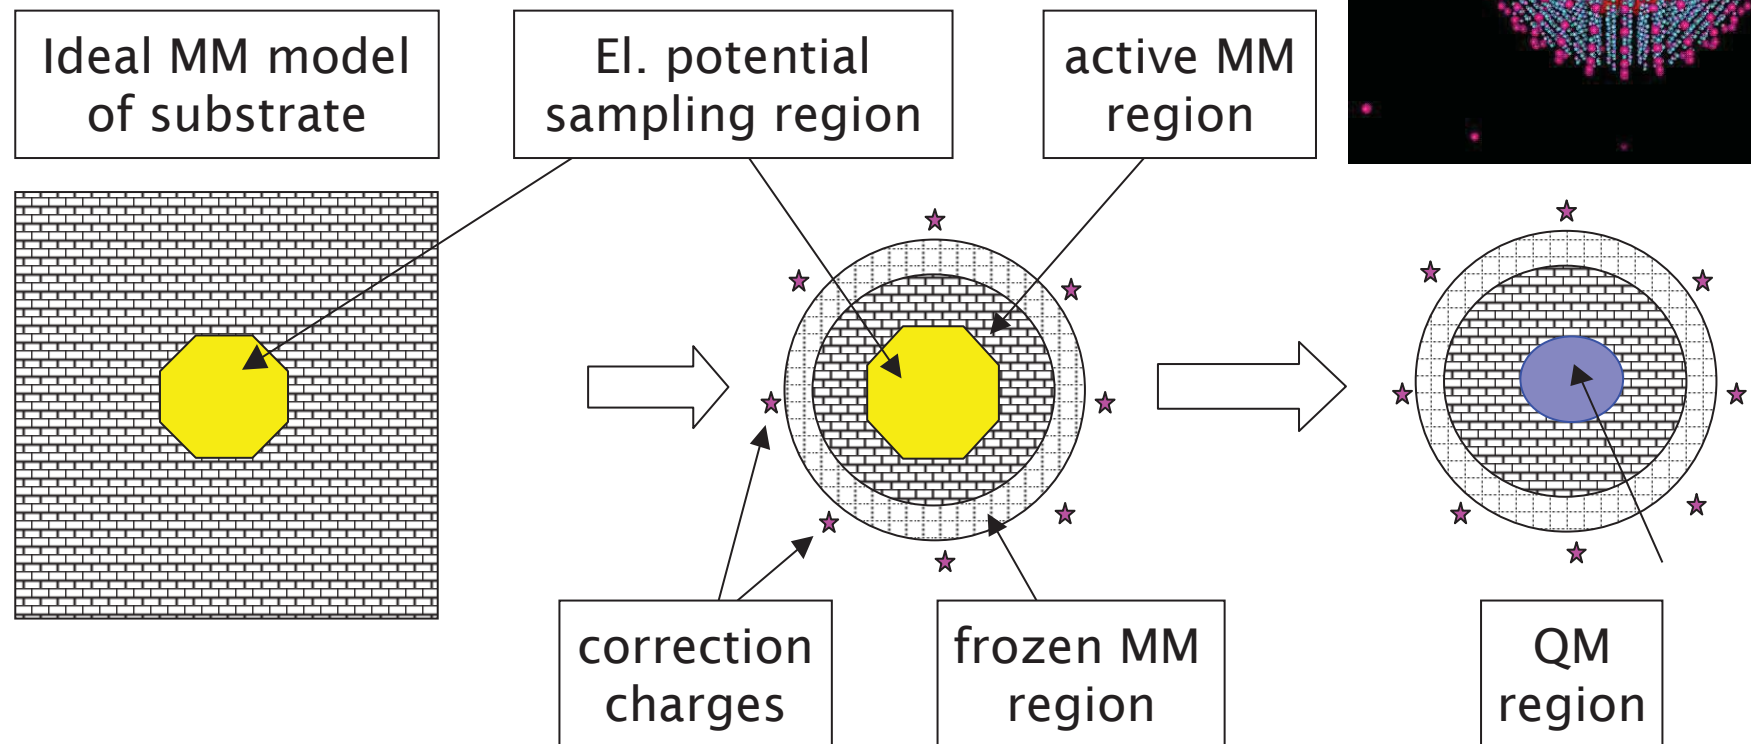 Ideal MM model
of substrate
El. potential
sampling region
active MM
region
correction
charges
frozen MM
region
QM
region